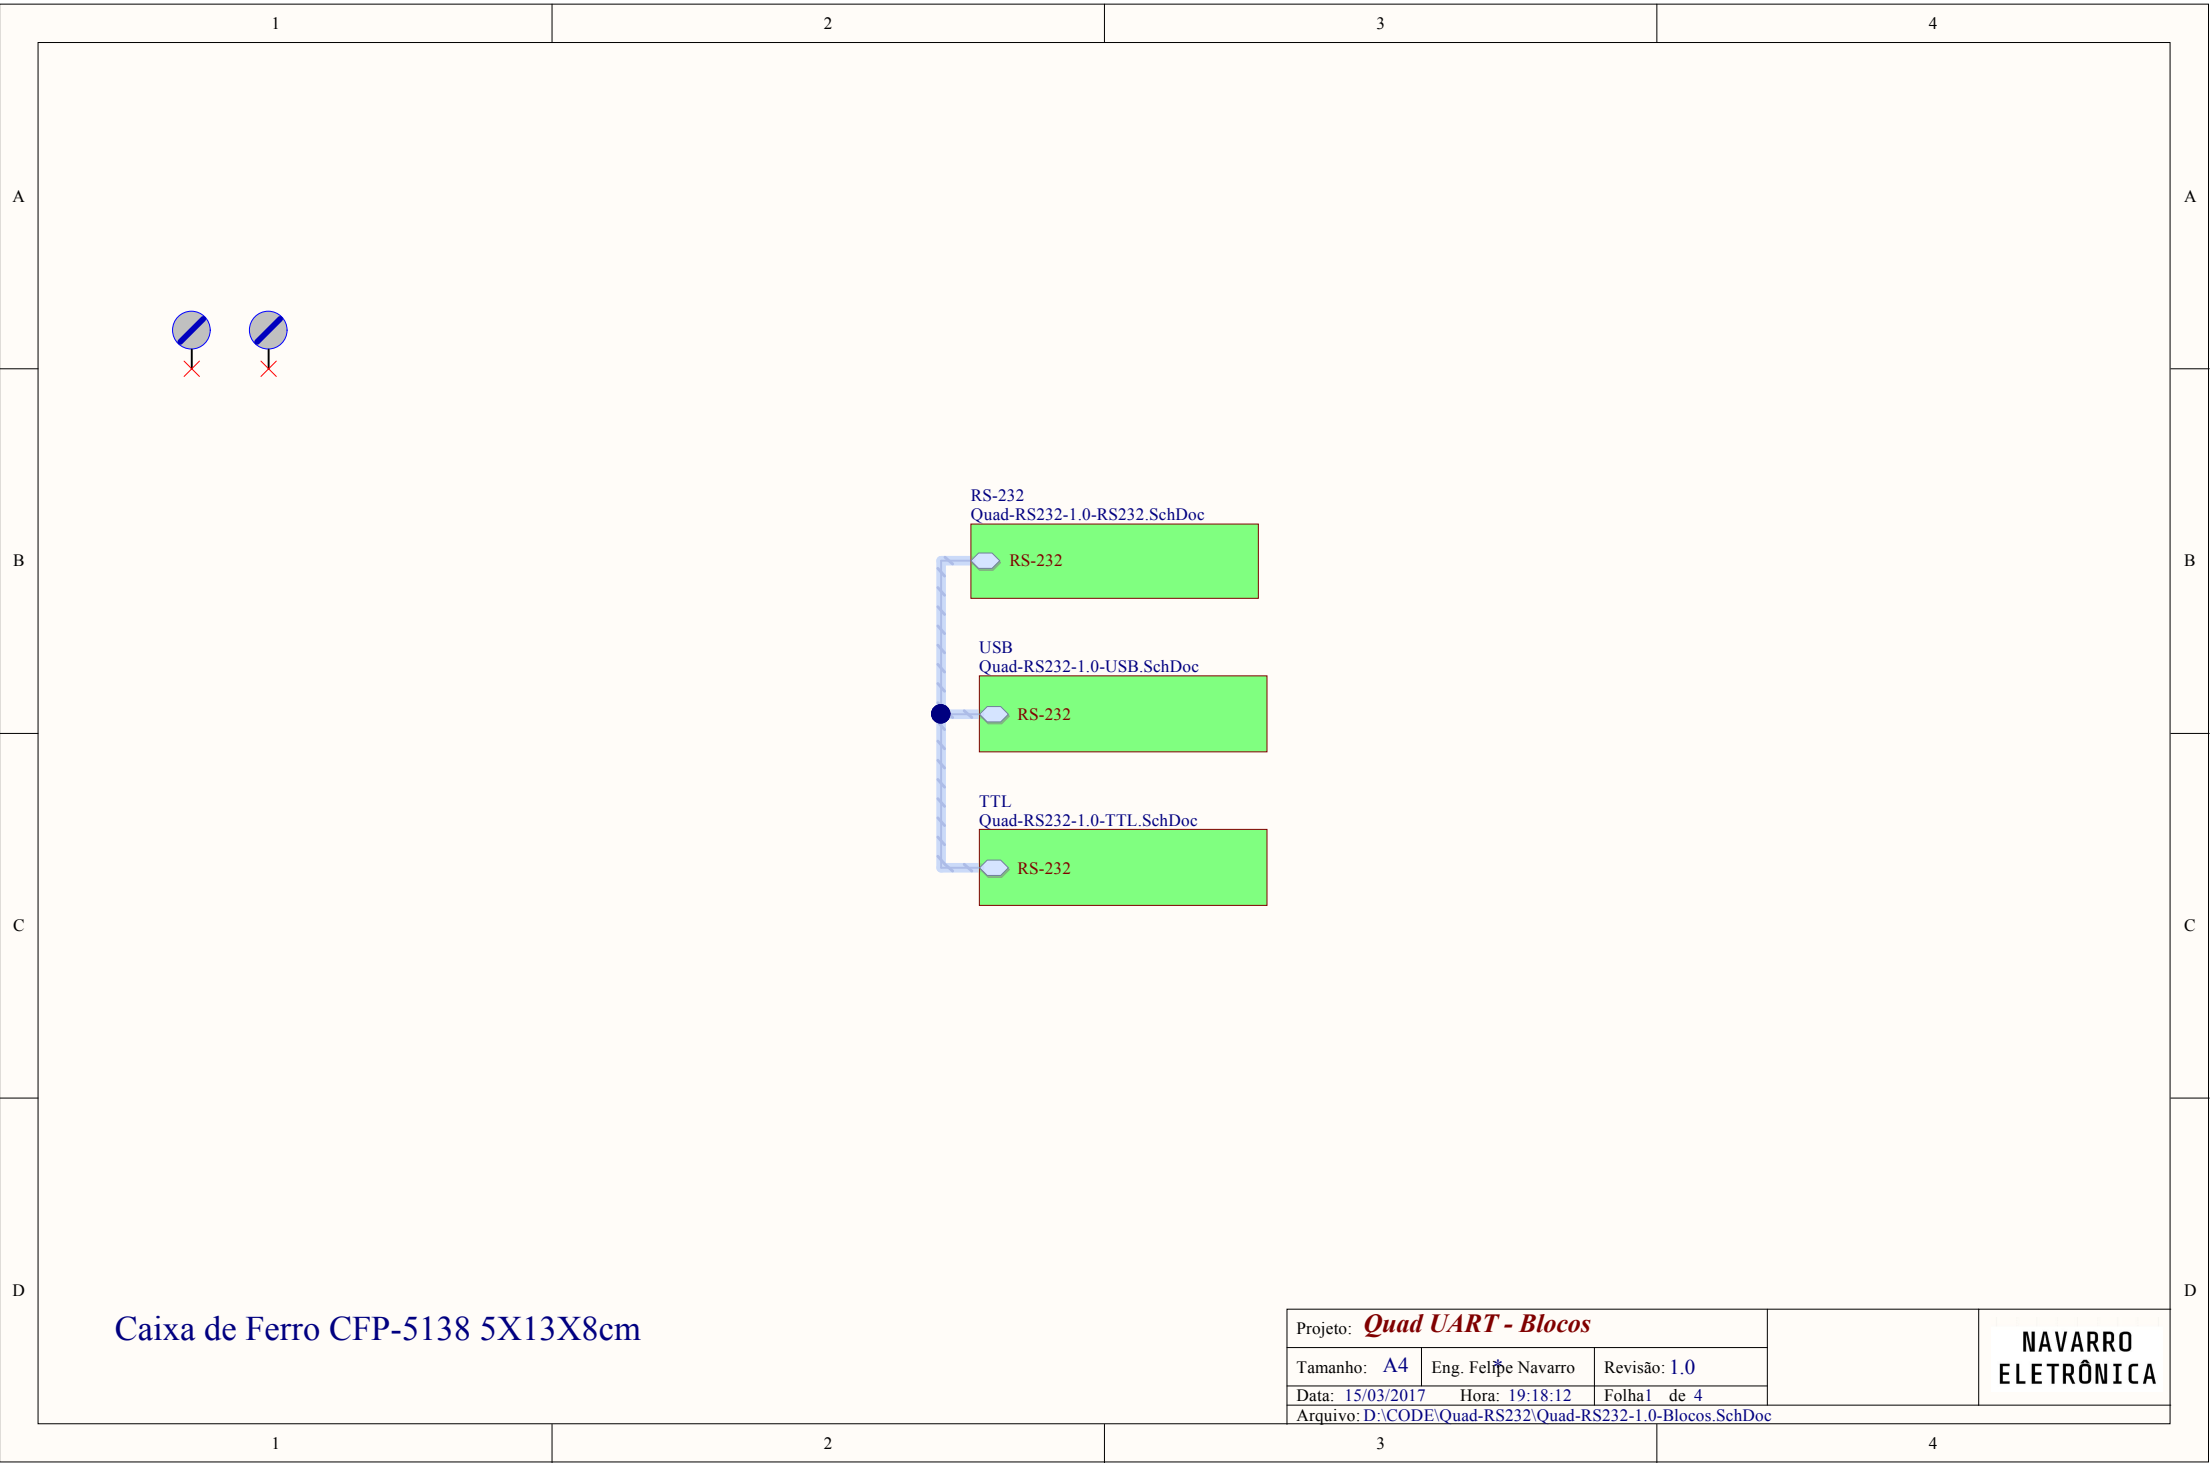 1 2 3 4
A A
RS-232
Quad-RS232-1.0-RS232.SchDoc
B RS-232 B
USB
Quad-RS232-1.0-USB.SchDoc
RS-232
TTL
Quad-RS232-1.0-TTL.SchDoc
RS-232
C C
D D
Caixa de Ferro CFP-5138 5X13X8cm
Projeto: Quad UART - Blocos
Tamanho: A4 Eng. Felipe Navarro * Revisão: 1.0
Data: 15/03/2017 Hora: 19:18:12 Folha1 de 4
Arquivo: D:\CODE\Quad-RS232\Quad-RS232-1.0-Blocos.SchDoc
NAVARRO
ELETRÔNICA
1 2 3 4